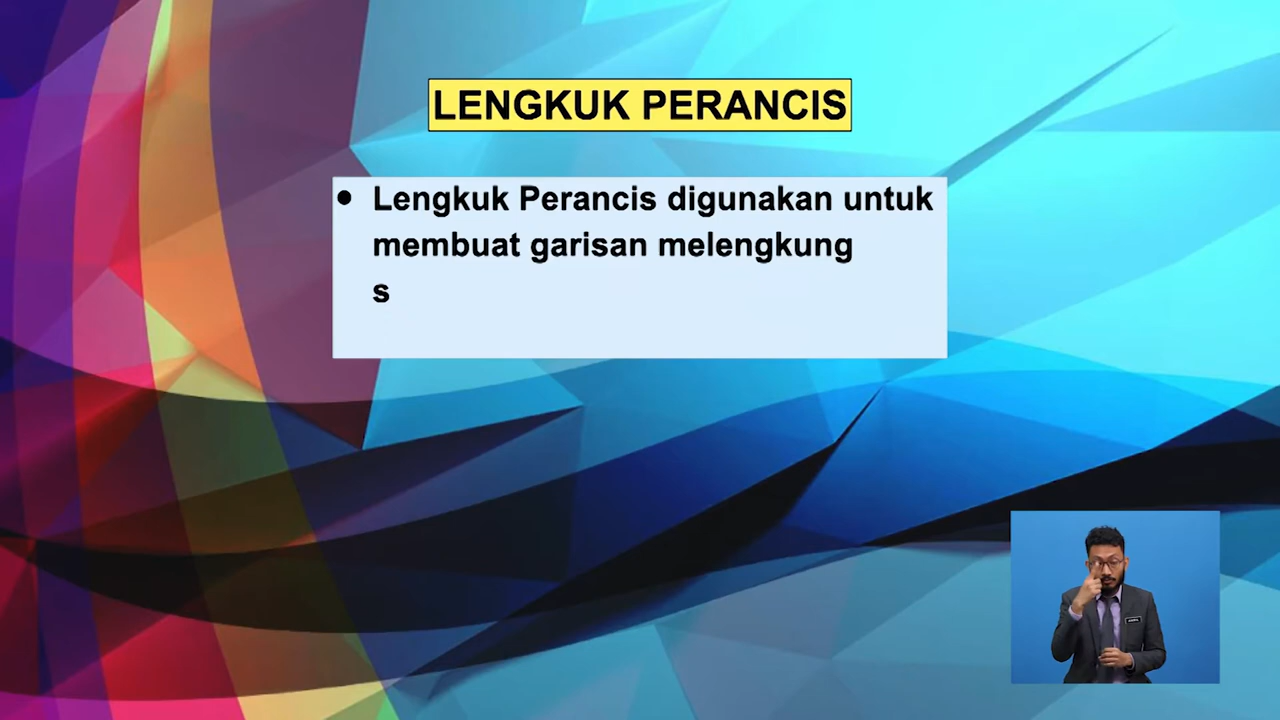 LENGKUK PERANCIS
● Lengkuk Perancis digunakan untuk
membuat garisan melengkung
s